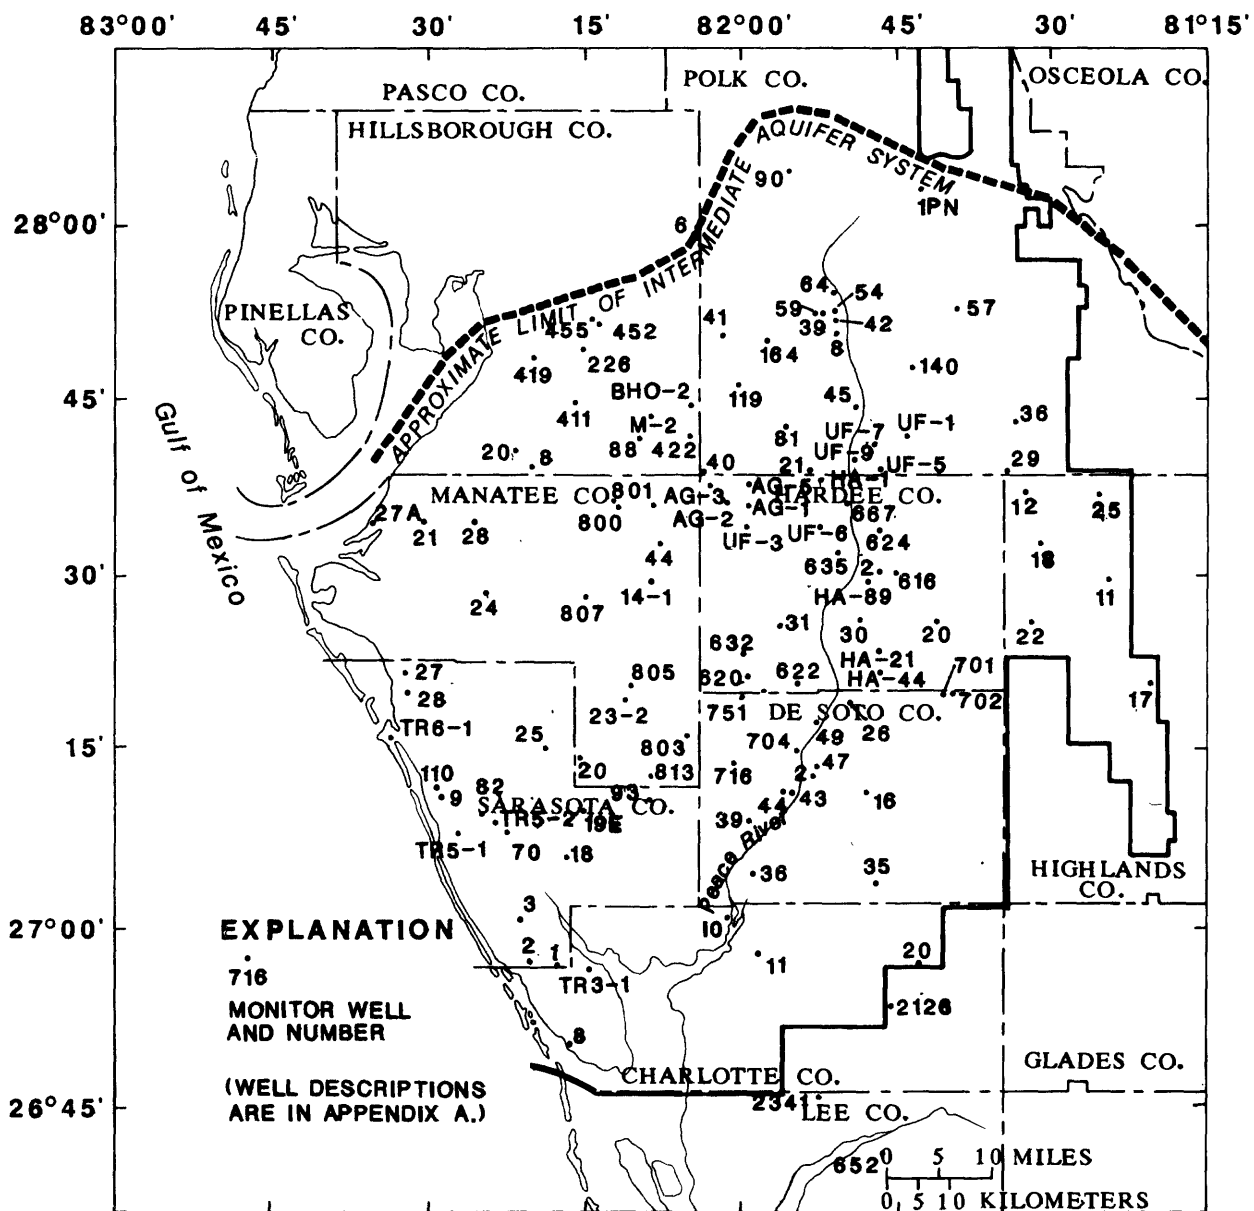 83°00' 45' 30' 15' 82°00' 45' 30' 81°15'
PASCO CO.
POLK CO.
OSCEOLA CO.
HILLSBOROUGH CO.
AQUIFER SYSTEM
90
1PN
28°00'
6
APPROXIMATE LIMIT OF INTERMEDIATE
64
54
PINELLAS
CO.
59
57
41
39
42
455
452
8
164
226
140
419
BHO-2
119
45
45'
411
M-2
UF-1
36
UF-7
81
88
422
UF-9
20
8
40
21
UF-5
29
Gulf of Mexico
MANATEE CO.
801
AG-3
AG-5
HA-1
HARDEE CO.
27A
12
25
AG-1
667
21
28
800
AG-2
UF-3
UF-6
624
44
18
30'
635
2
616
14-1
HA-89
11
24
807
31
30
20
22
632
HA-21
701
27
805
620
622
HA-44
28
17
702
23-2
751
DE SOTO CO.
TR6-1
25
26
49
15'
803
704
47
20
813
716
2
110
82
9
93
44
43
16
SARASOTA CO.
TR5-2
19E
39
Peace River
TR5-1
70
18
36
35
HIGHLANDS
CO.
3
10
27°00'
EXPLANATION
2
1
20
11
716
TR3-1
MONITOR WELL
AND NUMBER
2126
8
GLADES CO.
CHARLOTTE CO.
(WELL DESCRIPTIONS
ARE IN APPENDIX A.)
26°45'
2341
LEE CO.
652
0 5 10 MILES
0 5 10 KILOMETERS